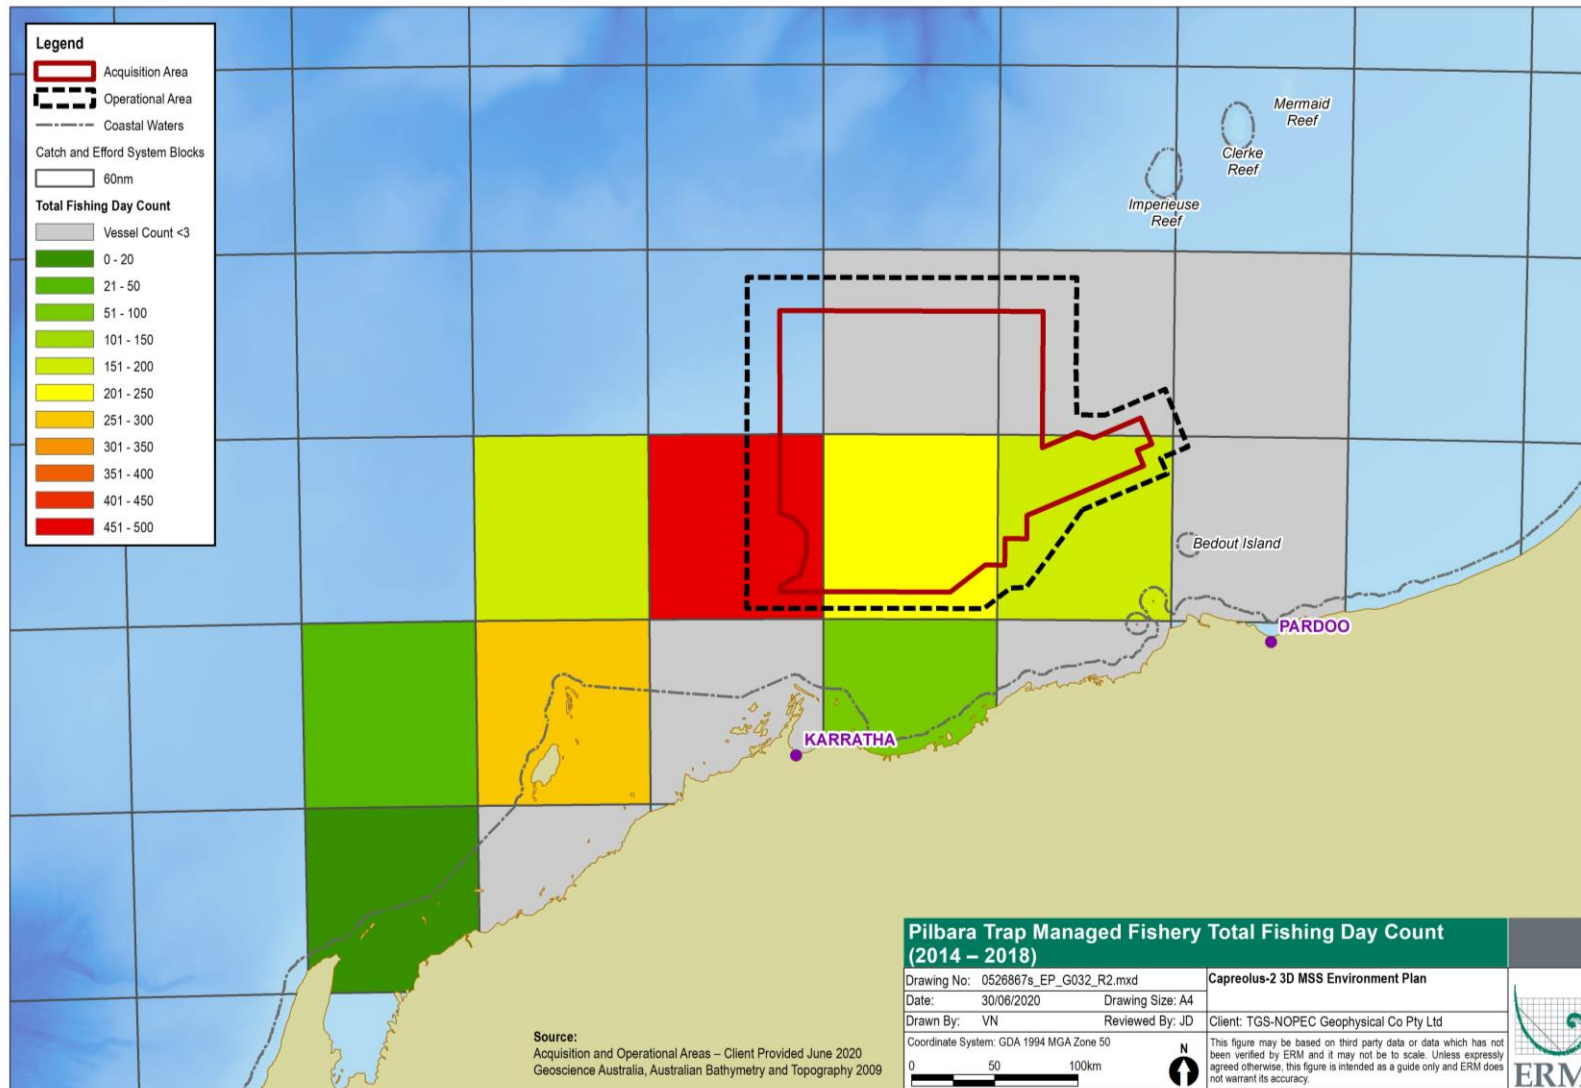 Legend
Acquisition Area
Operational Area
Coastal Waters
Catch and Efford System Blocks
60nm
Total Fishing Day Count
Vessel Count <3
0 - 20
21 - 50
51 - 100
101 - 150
151 - 200
201 - 250
251 - 300
301 - 350
351 - 400
401 - 450
451 - 500
Mermaid
Reef
Clerke
Reef
Imperieuse
Reef
Bedout Island
PARDOO
KARRATHA
Source:
Acquisition and Operational Areas – Client Provided June 2020
Geoscience Australia, Australian Bathymetry and Topography 2009
Pilbara Trap Managed Fishery Total Fishing Day Count
(2014 – 2018)
Drawing No: 0526867s_EP_G032_R2.mxd
Date: 30/06/2020 Drawing Size: A4
Drawn By: VN Reviewed By: JD
Coordinate System: GDA 1994 MGA Zone 50
0 50 100km
N
Capreolus-2 3D MSS Environment Plan
Client: TGS-NOPEC Geophysical Co Pty Ltd
This figure may be based on third party data or data which has not
been verified by ERM and it may not be to scale. Unless expressly
agreed otherwise, this figure is intended as a guide only and ERM does
not warrant its accuracy.
ERM